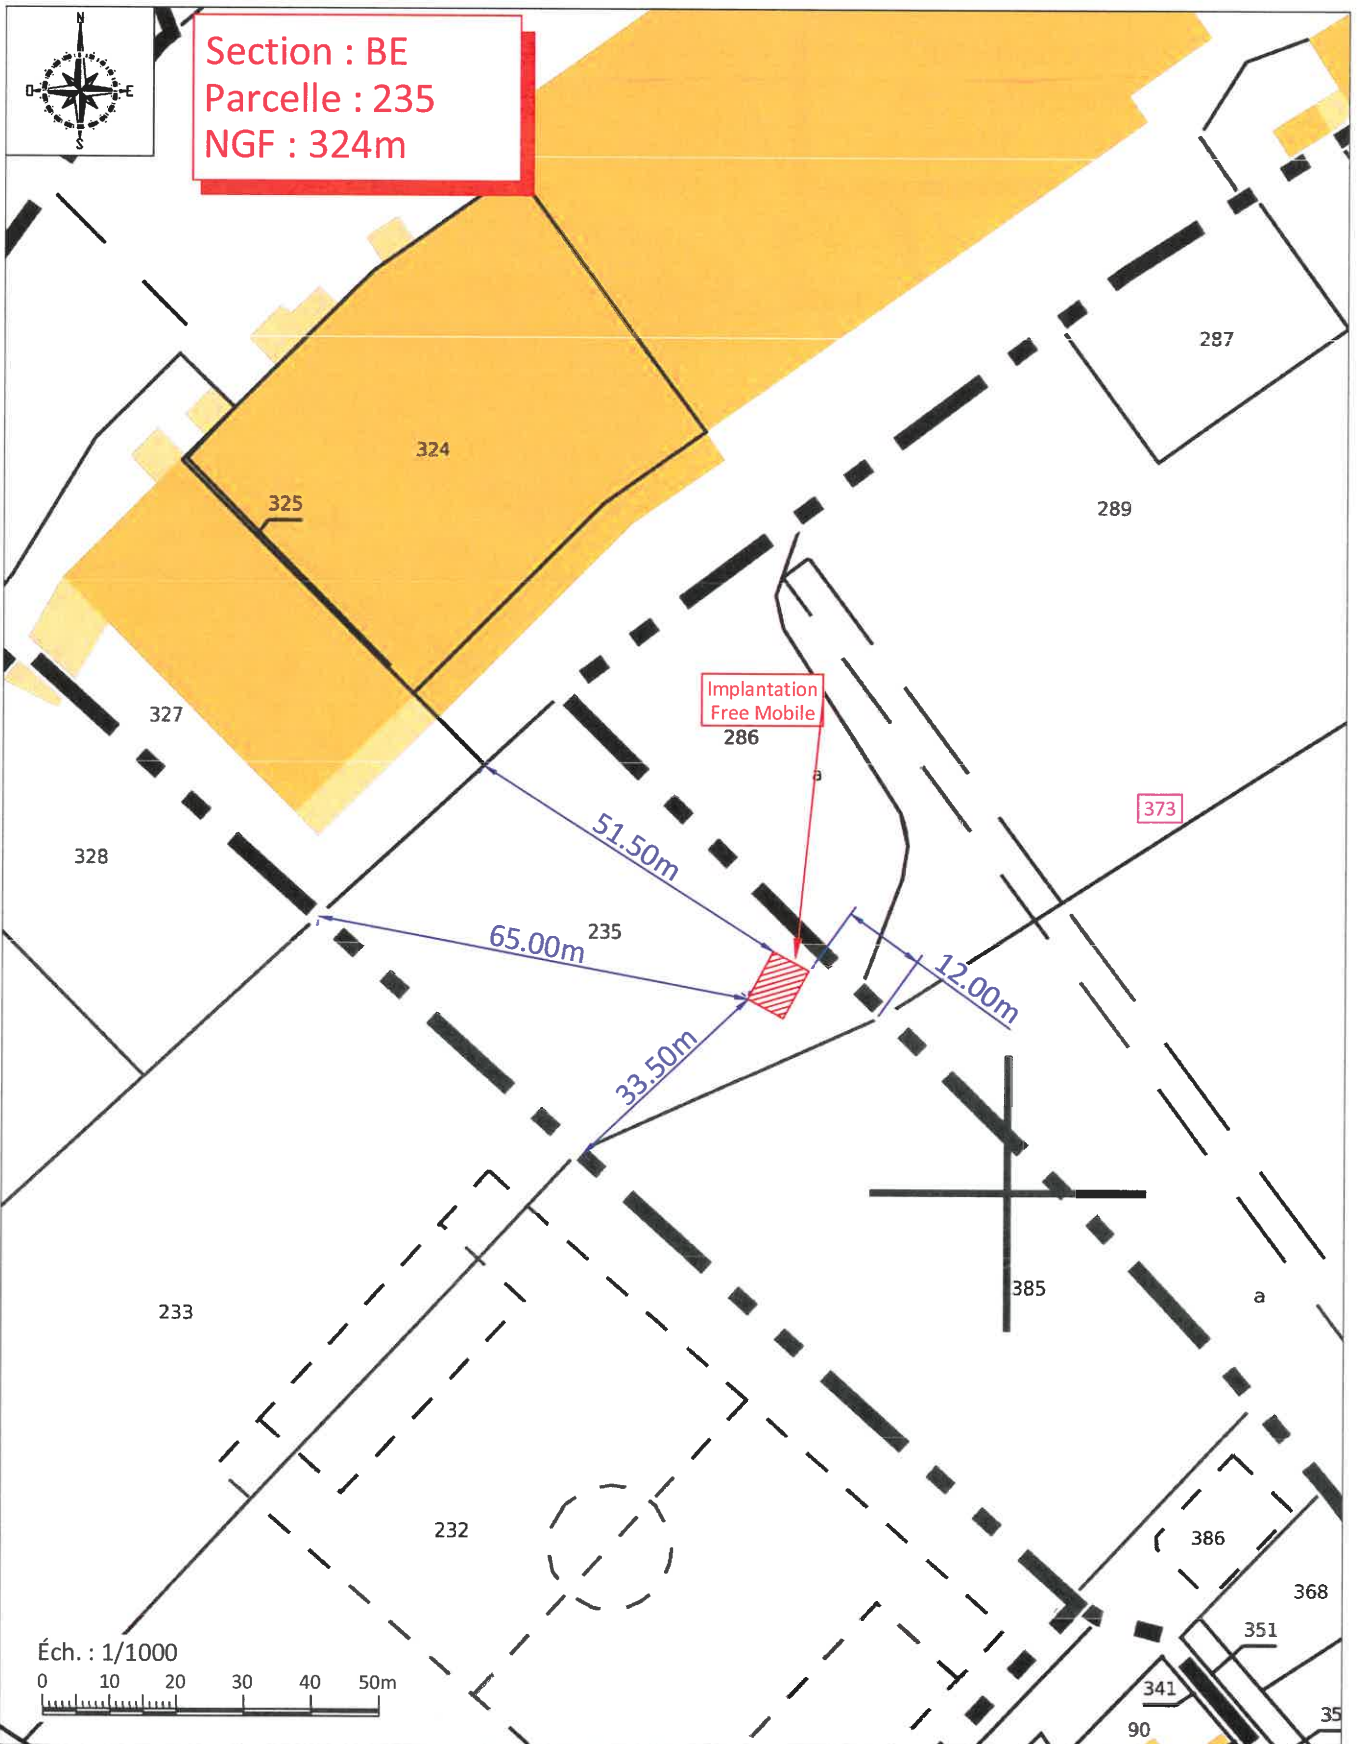 N
O
E
S
Section : BE
Parcelle : 235
NGF : 324m
287
324
289
325
Implantation
Free Mobile
327
286
a
373
51.50m
328
235
65.00m
12.00m
33.50m
385
a
233
232
386
368
351
Éch. : 1/1000
0 10 20 30 40 50m
341
35
90